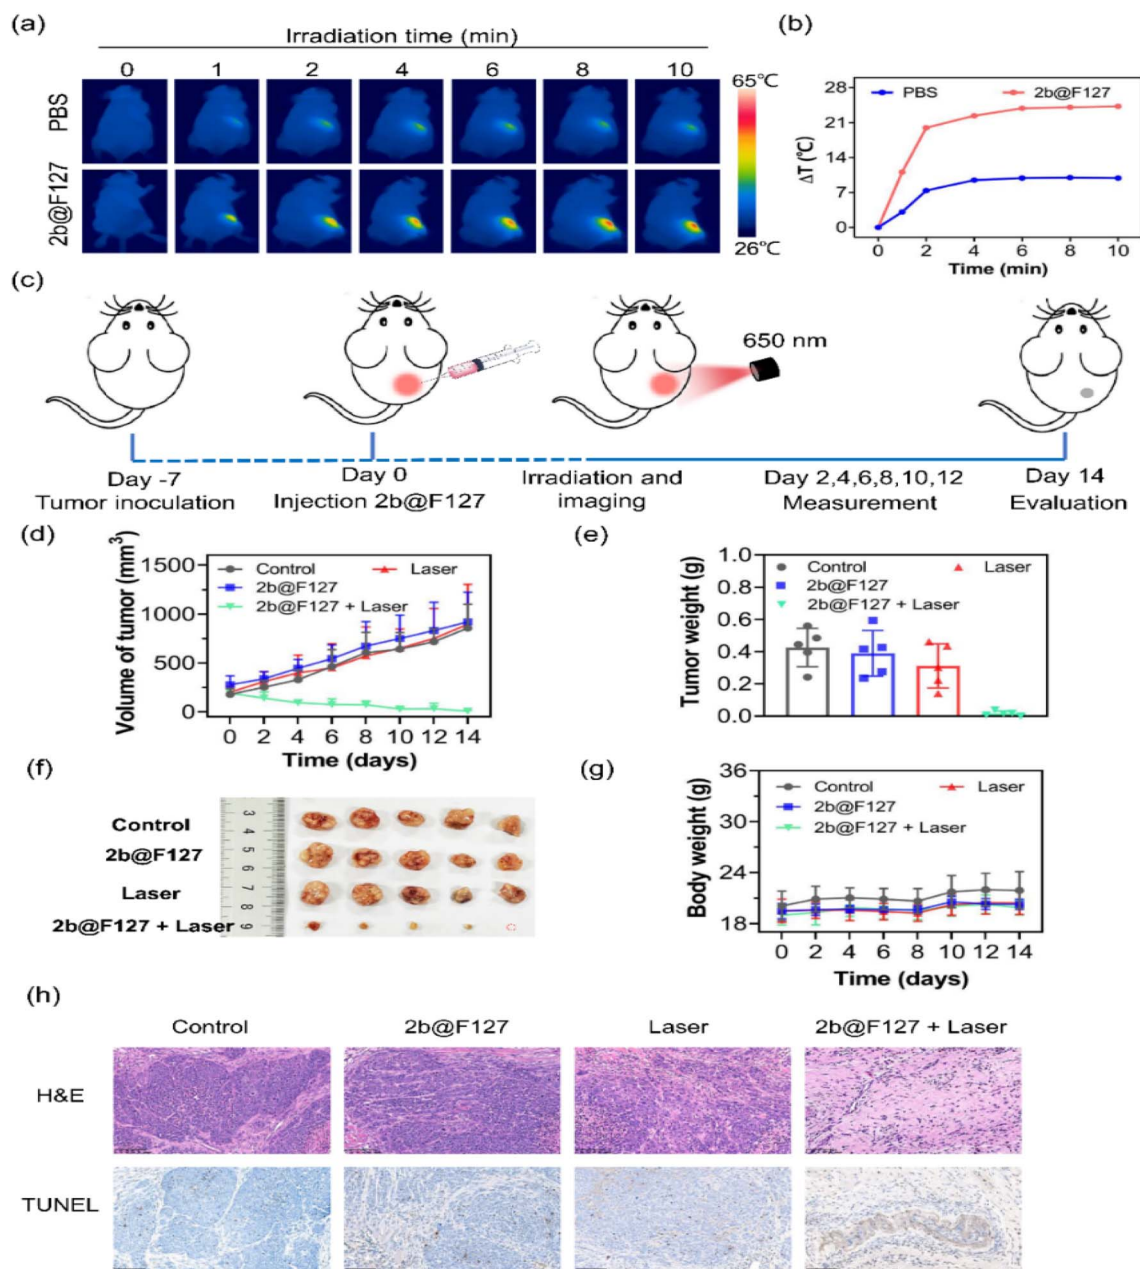 (a)
Irradiation time (min)
0 1 2 4 6 8 10
PBS
2b@F127
65℃
26℃
(b)
PBS 2b@F127
ΔT (℃)
28
21
14
7
0
0 2 4 6 8 10
Time (min)
(c)
650 nm
Day -7
Tumor inoculation
Day 0
Injection 2b@F127
Irradiation and
imaging
Day 2,4,6,8,10,12
Measurement
Day 14
Evaluation
(d)
Volume of tumor (mm³)
1500
1000
500
0
Control Laser
2b@F127
2b@F127 + Laser
0 2 4 6 8 10 12 14
Time (days)
(e)
Tumor weight (g)
1.0
0.8
0.6
0.4
0.2
0.0
Control Laser
2b@F127
2b@F127 + Laser
(f)
Control
2b@F127
Laser
2b@F127 + Laser
3
4
5
6
7
8
9
(g)
Body weight (g)
36
30
24
18
Control Laser
2b@F127
2b@F127 + Laser
0 2 4 6 8 10 12 14
Time (days)
(h)
Control 2b@F127 Laser 2b@F127 + Laser
H&E
TUNEL